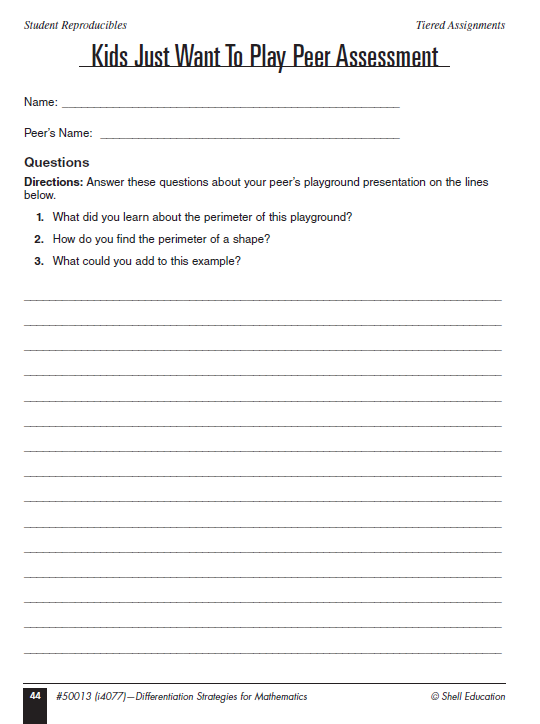 Student Reproducibles
Tiered Assignments
Kids Just Want To Play Peer Assessment
Name:
Peer's Name:
Questions
Directions: Answer these questions about your peer's playground presentation on the lines
below.
1. What did you learn about the perimeter of this playground?
2. How do you find the perimeter of a shape?
3. What could you add to this example?
44
#50013 (i4077)—Differentiation Strategies for Mathematics
© Shell Education